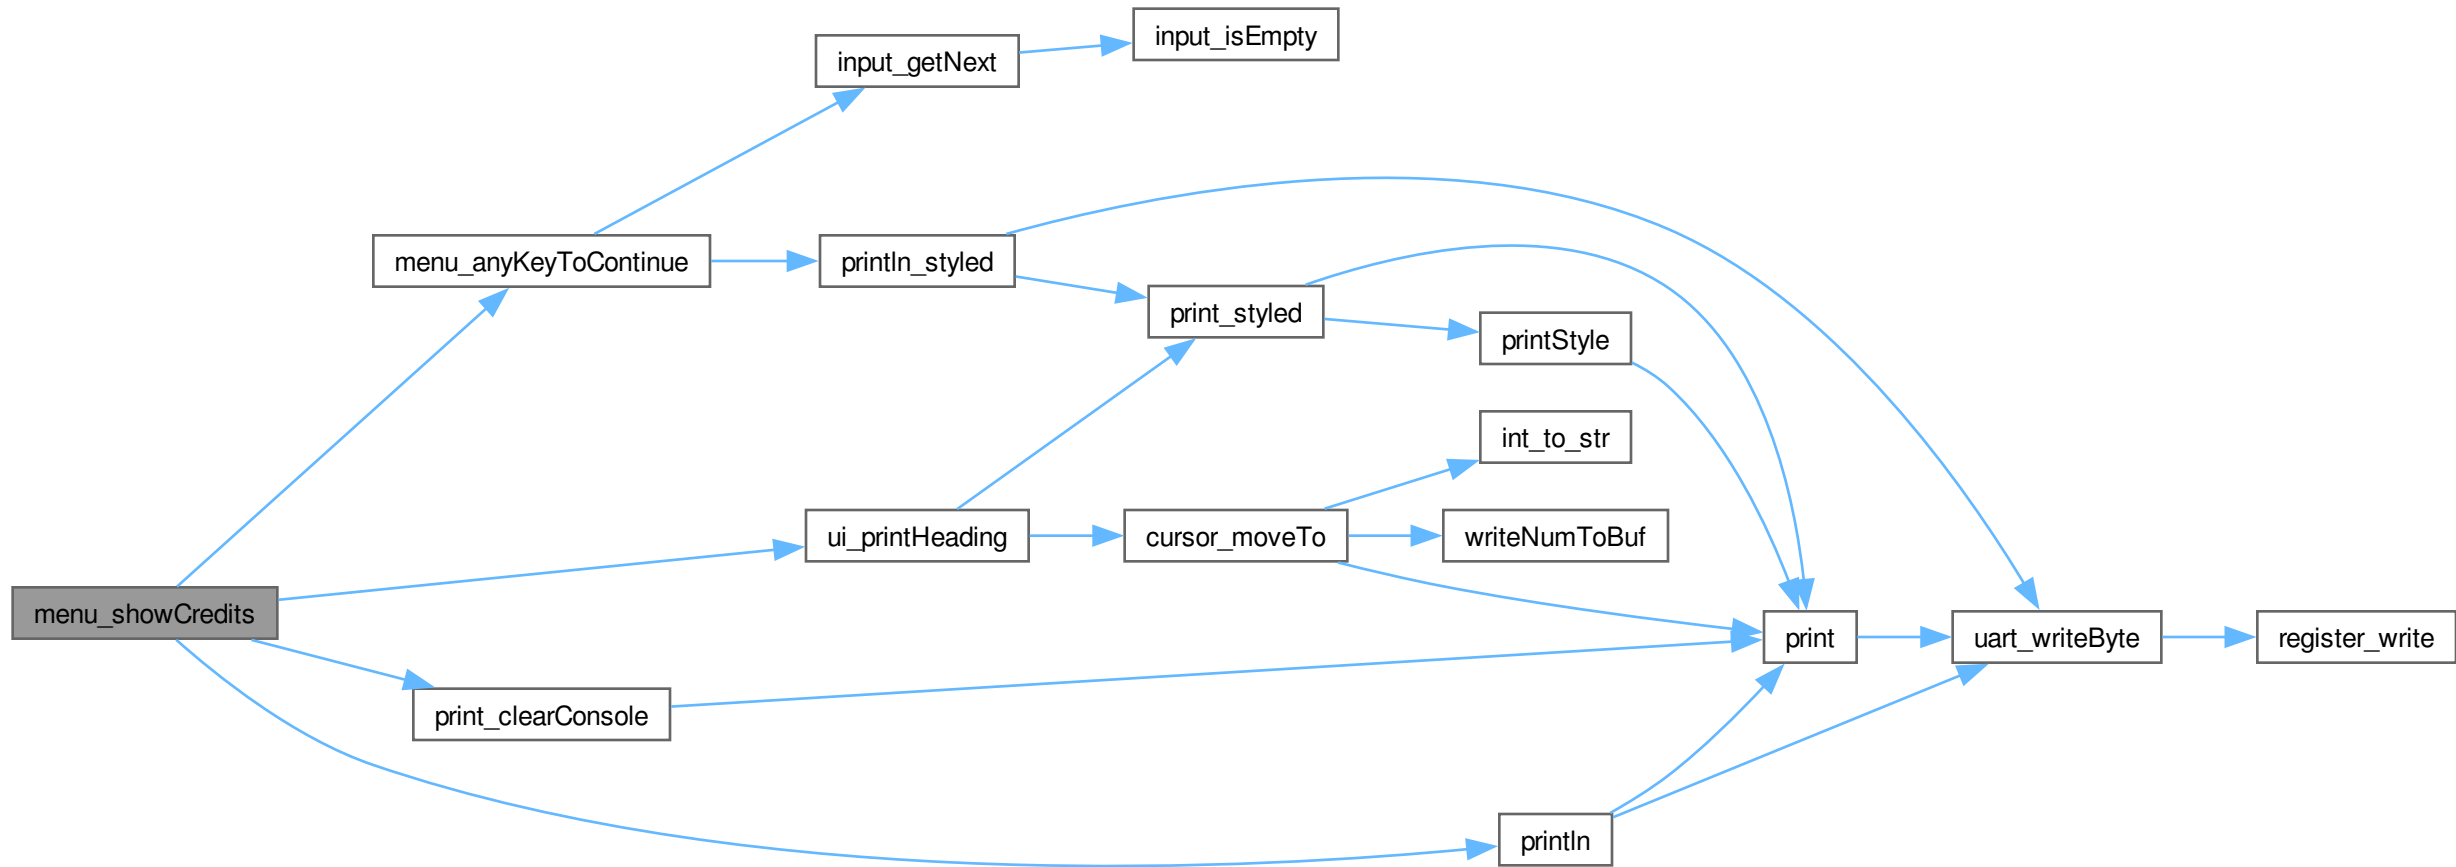 input_isEmpty
input_getNext
menu_anyKeyToContinue
println_styled
print_styled
printStyle
int_to_str
ui_printHeading
cursor_moveTo
writeNumToBuf
menu_showCredits
print
uart_writeByte
register_write
print_clearConsole
println